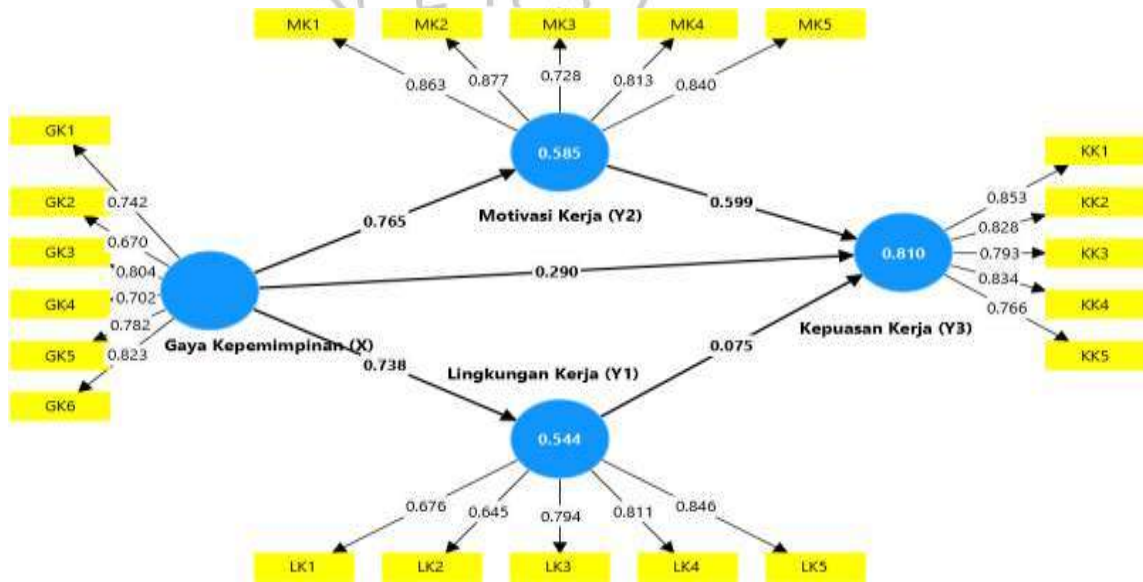 MK1 MK2 MK3 MK4 MK5
0.863 0.877 0.728 0.813 0.840
GK1
GK2
GK3
GK4
GK5
GK6
0.742
0.670
0.804
0.702
0.782
0.823
Gaya Kepemimpinan (X)
0.585
Motivasi Kerja (Y2)
0.765
0.599
0.290
0.738
0.075
Lingkungan Kerja (Y1)
0.544
0.810
Kepuasan Kerja (Y3)
0.853
0.828
0.793
0.834
0.766
KK1
KK2
KK3
KK4
KK5
0.676 0.645 0.794 0.811 0.846
LK1 LK2 LK3 LK4 LK5